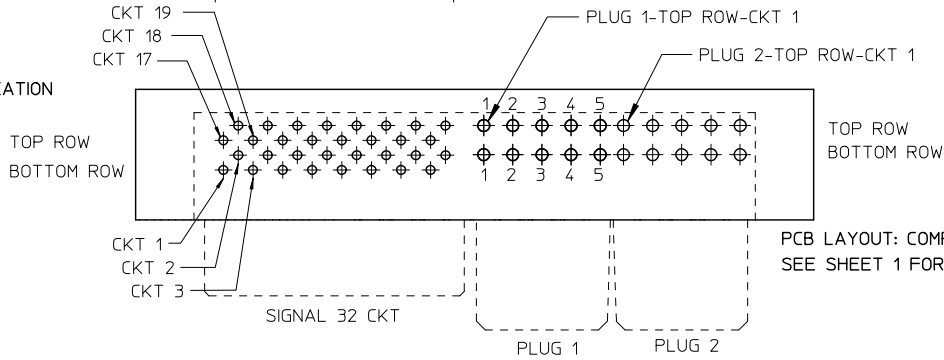 CKT 19
CKT 18
CKT 17
PLUG 1-TOP ROW-CKT 1
PLUG 2-TOP ROW-CKT 1
TOP ROW
BOTTOM ROW
1 2 3 4 5
1 2 3 4 5
TOP ROW
BOTTOM ROW
CKT 1
CKT 2
CKT 3
SIGNAL 32 CKT
PLUG 1
PLUG 2
PCB LAYOUT:
SEE SHEET 1 FOR